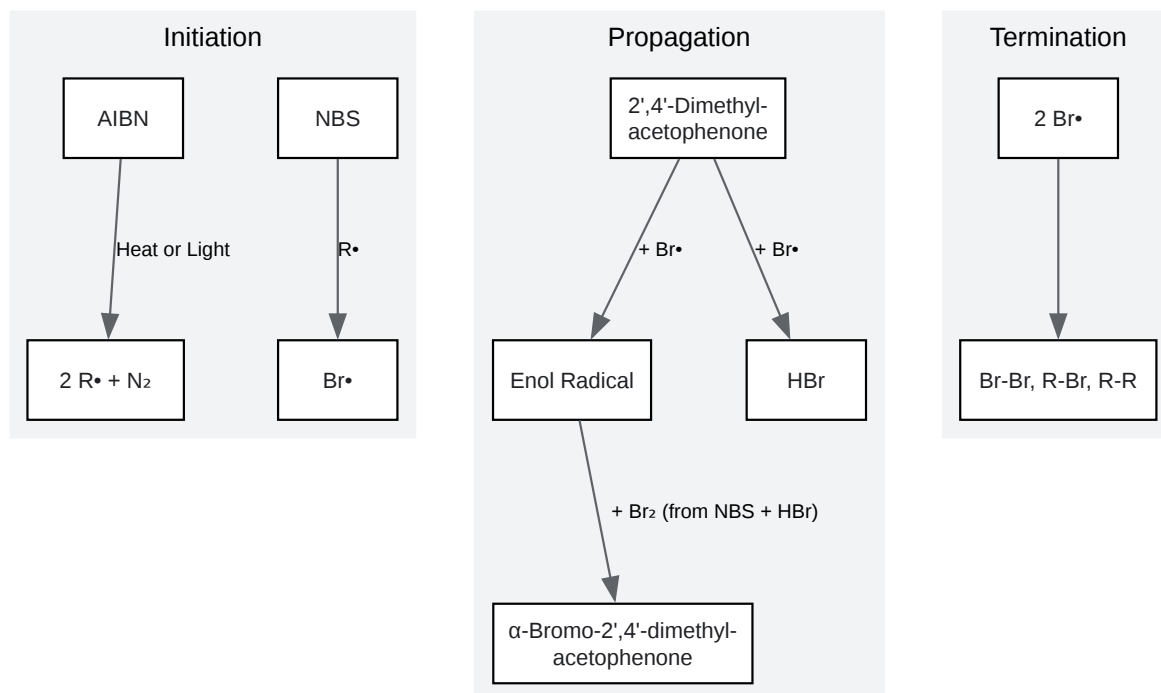 Initiation
AIBN
NBS
Heat or Light
R•
2 R• + N₂
Br•
Propagation
2',4'-Dimethyl-
acetophenone
+ Br•
+ Br•
Enol Radical
HBr
+ Br₂ (from NBS + HBr)
α-Bromo-2',4'-dimethyl-
acetophenone
Termination
2 Br•
Br-Br, R-Br, R-R